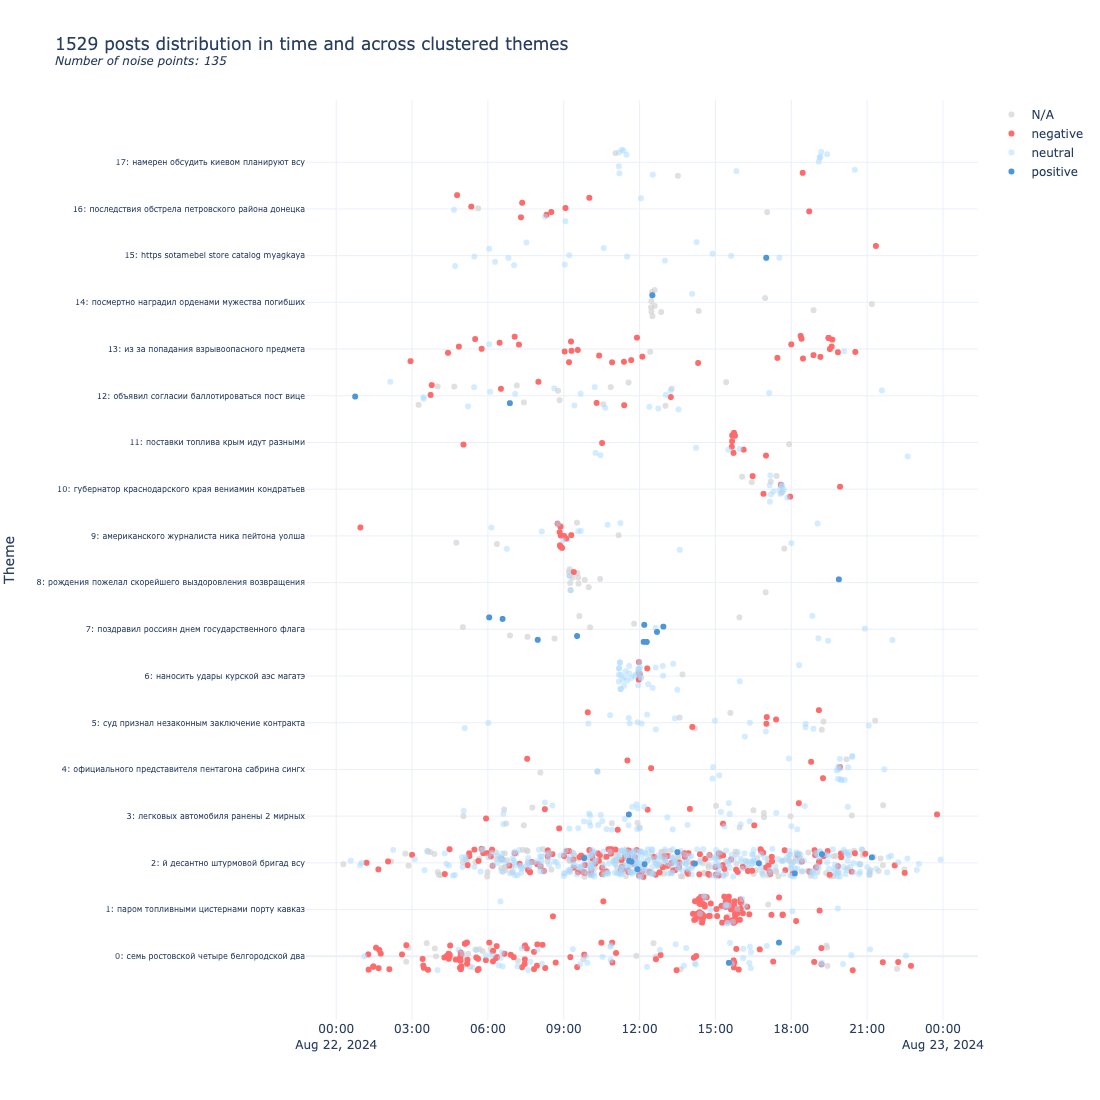 1529 posts distribution in time and across clustered themes
Number of noise points: 135
N/A
negative
neutral
positive
17: намерен обсудить киевом планируют всу
16: последствия обстрела петровского района донецка
15: https sotamebel store catalog myagkaya
14: посмертно наградил орденами мужества погибших
13: из за попадания взрывоопасного предмета
12: объявил согласии баллотироваться пост вице
11: поставки топлива крым идут разными
10: губернатор краснодарского края вениамин кондратьев
9: американского журналиста ника пейтона уолша
8: рождения пожелал скорейшего выздоровления возвращения
7: поздравил россиян днем государственного флага
6: наносить удары курской аэс магатэ
5: суд признал незаконным заключение контракта
4: официального представителя пентагона сабрина сингх
3: легковых автомобиля ранены 2 мирных
2: й десантно штурмовой бригад всу
1: паром топливными цистернами порту кавказ
0: семь ростовской четыре белгородской два
Theme
00:00 03:00 06:00 09:00 12:00 15:00 18:00 21:00 00:00
Aug 22, 2024 Aug 23, 2024